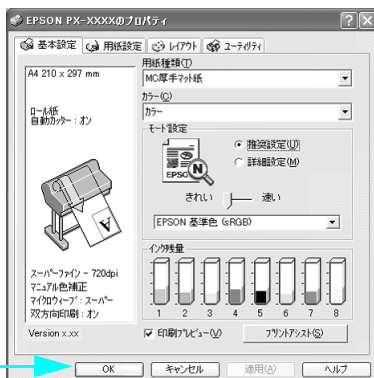 EPSON PX-XXXXのプロパティ
基本設定 用紙設定 レイアウト ユーティリティ
A4 210 x 297 mm
ロール紙
自動カッター : オン
スーパーファイン - 720dpi
マニュアル色補正
マイクロウィーブ : スーパー
双方向印刷 : オン
Version x.xx
用紙種類(T)
MC厚手マット紙
カラー(C)
カラー
モード設定
EPSO
N
推奨設定(U)
詳細設定(M)
きれい 速い
EPSON 基準色 (sRGB)
インク残量
1 2 3 4 5 6 7 8
印刷プレビュー(V) プリントアシスト(S)
OK キャンセル 適用(A) ヘルプ